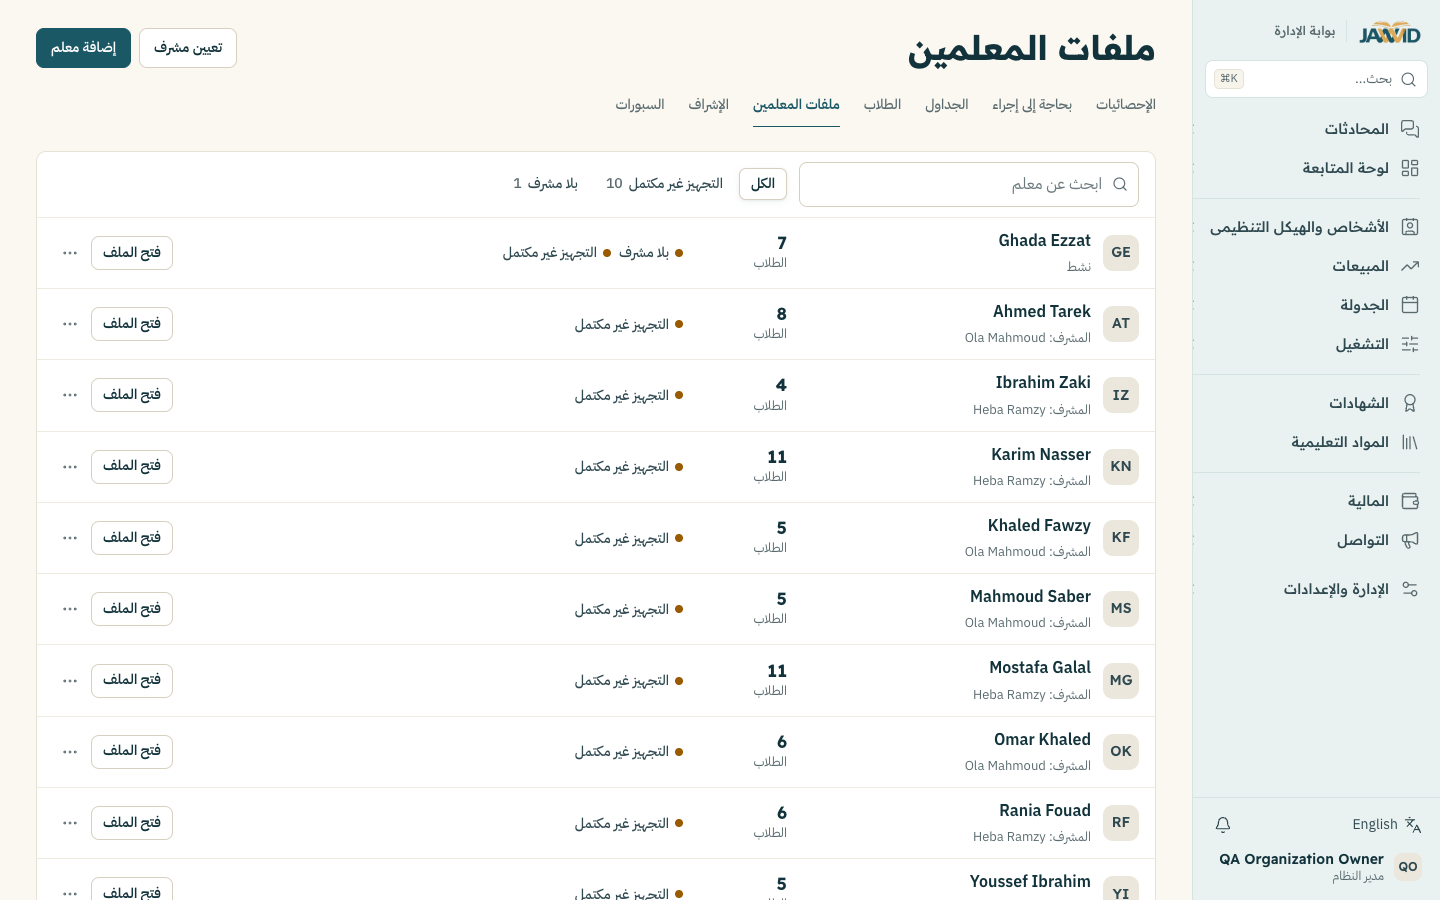 JAWWID
بوابة الإدارة
بحث...
⌘K
المحادثات
لوحة المتابعة
الأشخاص والهيكل التنظيمى
المبيعات
الجدولة
التشغيل
الشهادات
المواد التعليمية
المالية
التواصل
الإدارة والإعدادات
English
QO
QA Organization Owner
مدير النظام
ملفات المعلمين
تعيين مشرف
إضافة معلم
الإحصائيات
بحاجة إلى إجراء
الجداول
الطلاب
ملفات المعلمين
الإشراف
السبورات
ابحث عن معلم
الكل
التجهيز غير مكتمل 10
بلا مشرف 1
GE
Ghada Ezzat
نشط
7
الطلاب
بلا مشرف
التجهيز غير مكتمل
فتح الملف
AT
Ahmed Tarek
المشرف: Ola Mahmoud
8
الطلاب
التجهيز غير مكتمل
فتح الملف
IZ
Ibrahim Zaki
المشرف: Heba Ramzy
4
الطلاب
التجهيز غير مكتمل
فتح الملف
KN
Karim Nasser
المشرف: Heba Ramzy
11
الطلاب
التجهيز غير مكتمل
فتح الملف
KF
Khaled Fawzy
المشرف: Ola Mahmoud
5
الطلاب
التجهيز غير مكتمل
فتح الملف
MS
Mahmoud Saber
المشرف: Ola Mahmoud
5
الطلاب
التجهيز غير مكتمل
فتح الملف
MG
Mostafa Galal
المشرف: Heba Ramzy
11
الطلاب
التجهيز غير مكتمل
فتح الملف
OK
Omar Khaled
المشرف: Ola Mahmoud
6
الطلاب
التجهيز غير مكتمل
فتح الملف
RF
Rania Fouad
المشرف: Heba Ramzy
6
الطلاب
التجهيز غير مكتمل
فتح الملف
YI
Youssef Ibrahim
5
التجهيز غير مكتمل
فتح الملف